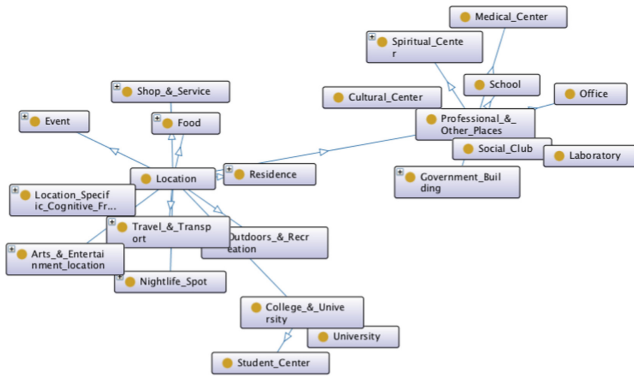 Medical_Center
Spiritual_Cente
r
School
Shop_&_Service
Cultural_Center
Office
Event
Food
Professional_&_
Other_Places
Social_Club
Laboratory
Location
Residence
Government_Buil
ding
Location_Specif
ic_Cognitive_Fr...
Travel_&_Transp
ort
Outdoors_&_Recr
eation
Arts_&_Entertai
nment_location
Nightlife_Spot
College_&_Unive
rsity
University
Student_Center